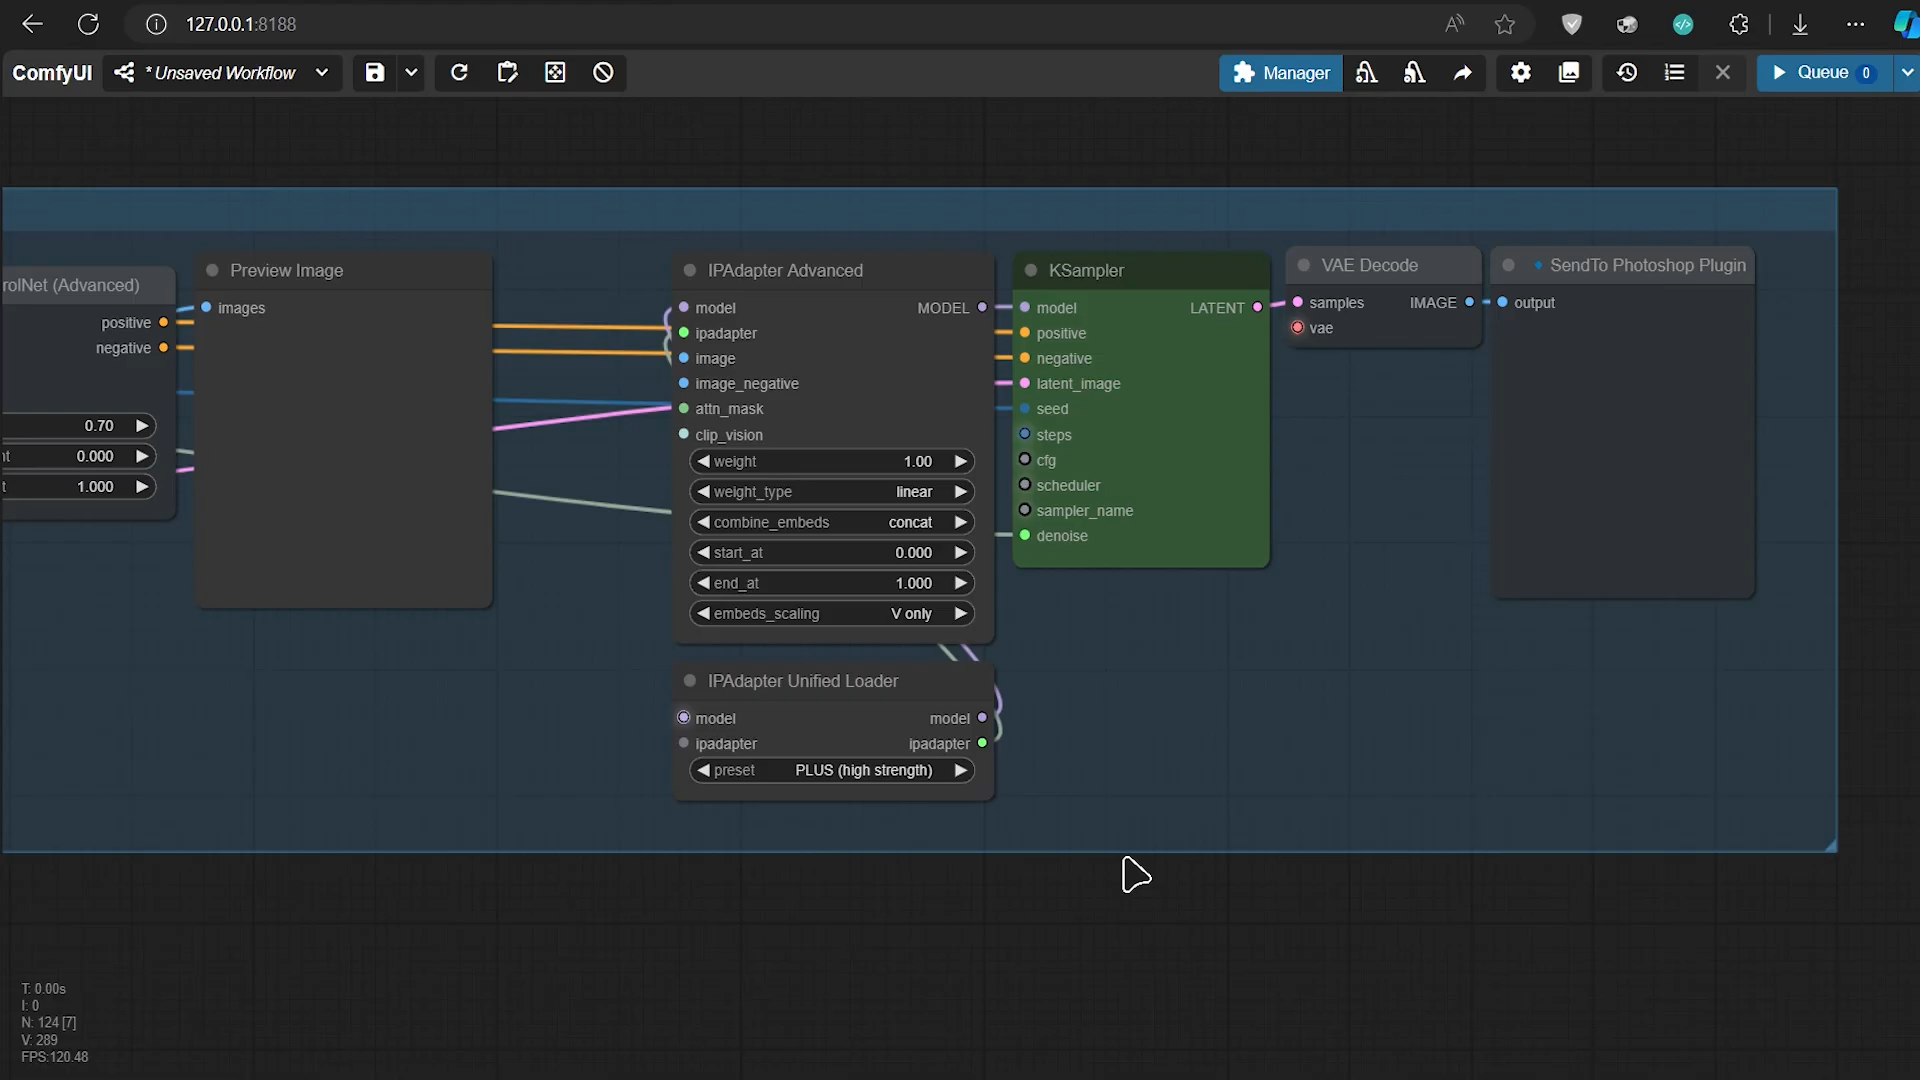 127.0.0.1:8188
ComfyUI
* Unsaved Workflow
Manager
Queue 0
rolNet (Advanced)
positive
negative
0.70
nt 0.000
t 1.000
Preview Image
images
IPAdapter Advanced
model MODEL
ipadapter
image
image_negative
attn_mask
clip_vision
weight 1.00
weight_type linear
combine_embeds concat
start_at 0.000
end_at 1.000
embeds_scaling V only
IPAdapter Unified Loader
model model
ipadapter ipadapter
preset PLUS (high strength)
KSampler
model LATENT
positive
negative
latent_image
seed
steps
cfg
scheduler
sampler_name
denoise
VAE Decode
samples IMAGE
vae
SendTo Photoshop Plugin
output
T: 0.00s
I: 0
N: 124 [7]
V: 289
FPS:120.48